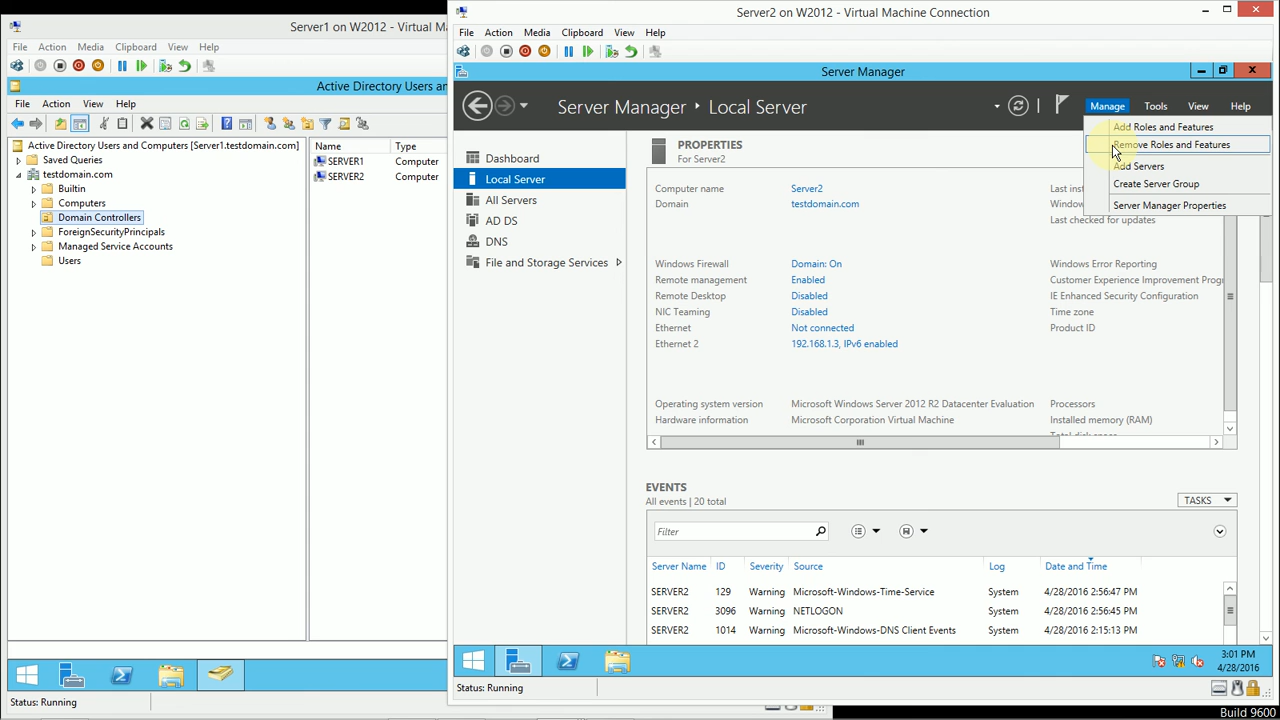 Server1 on W2012 - Virtual M
File Action Media Clipboard View Help
Active Directory Users and
File Action View Help
Active Directory Users and Computers [Server1.testdomain.com]
Saved Queries
testdomain.com
Builtin
Computers
Domain Controllers
ForeignSecurityPrincipals
Managed Service Accounts
Users
Name Type
SERVER1 Computer
SERVER2 Computer
Status: Running
Server2 on W2012 - Virtual Machine Connection
File Action Media Clipboard View Help
Server Manager
Server Manager • Local Server
Manage Tools View Help
Add Roles and Features
Remove Roles and Features
Add Servers
Create Server Group
Server Manager Properties
Dashboard
Local Server
All Servers
AD DS
DNS
File and Storage Services
PROPERTIES
For Server2
Computer name Server2
Domain testdomain.com
Last inst
Window
Last checked for updates
Windows Firewall Domain: On Windows Error Reporting
Remote management Enabled Customer Experience Improvement Prog
Remote Desktop Disabled IE Enhanced Security Configuration
NIC Teaming Disabled Time zone
Ethernet Not connected Product ID
Ethernet 2 192.168.1.3, IPv6 enabled
Operating system version Microsoft Windows Server 2012 R2 Datacenter Evaluation Processors
Hardware information Microsoft Corporation Virtual Machine Installed memory (RAM)
EVENTS
All events | 20 total
TASKS
Filter
Server Name ID Severity Source Log Date and Time
SERVER2 129 Warning Microsoft-Windows-Time-Service System 4/28/2016 2:56:47 PM
SERVER2 3096 Warning NETLOGON System 4/28/2016 2:56:45 PM
SERVER2 1014 Warning Microsoft-Windows-DNS Client Events System 4/28/2016 2:15:13 PM
3:01 PM
4/28/2016
Status: Running
Build 9600